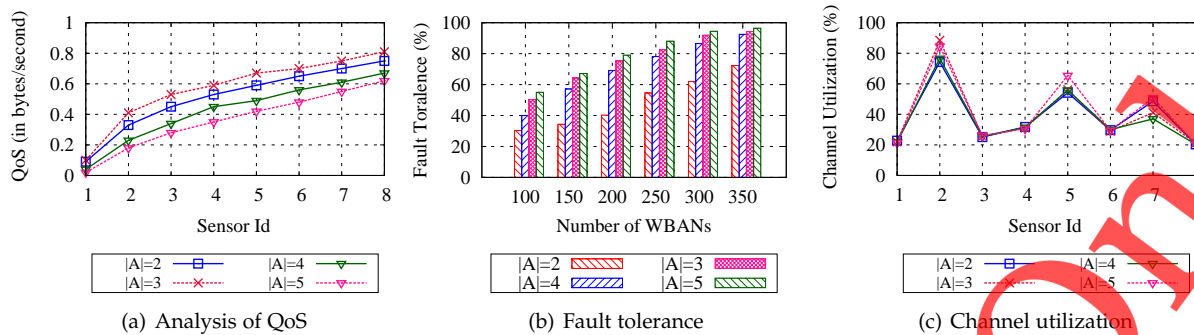 QoS (in bytes/second)
1
0.8
0.6
0.4
0.2
0
1 2 3 4 5 6 7 8
Sensor Id
|A|=2
|A|=3
|A|=4
|A|=5
(a) Analysis of QoS
Fault Toralence (%)
100
80
60
40
20
0
100 150 200 250 300 350
Number of WBANs
|A|=2
|A|=4
|A|=3
|A|=5
(b) Fault tolerance
Channel Utilization (%)
100
80
60
40
20
0
1 2 3 4 5 6 7
Sensor Id
|A|=2
|A|=3
|A|=4
|A|=5
(c) Channel utilization